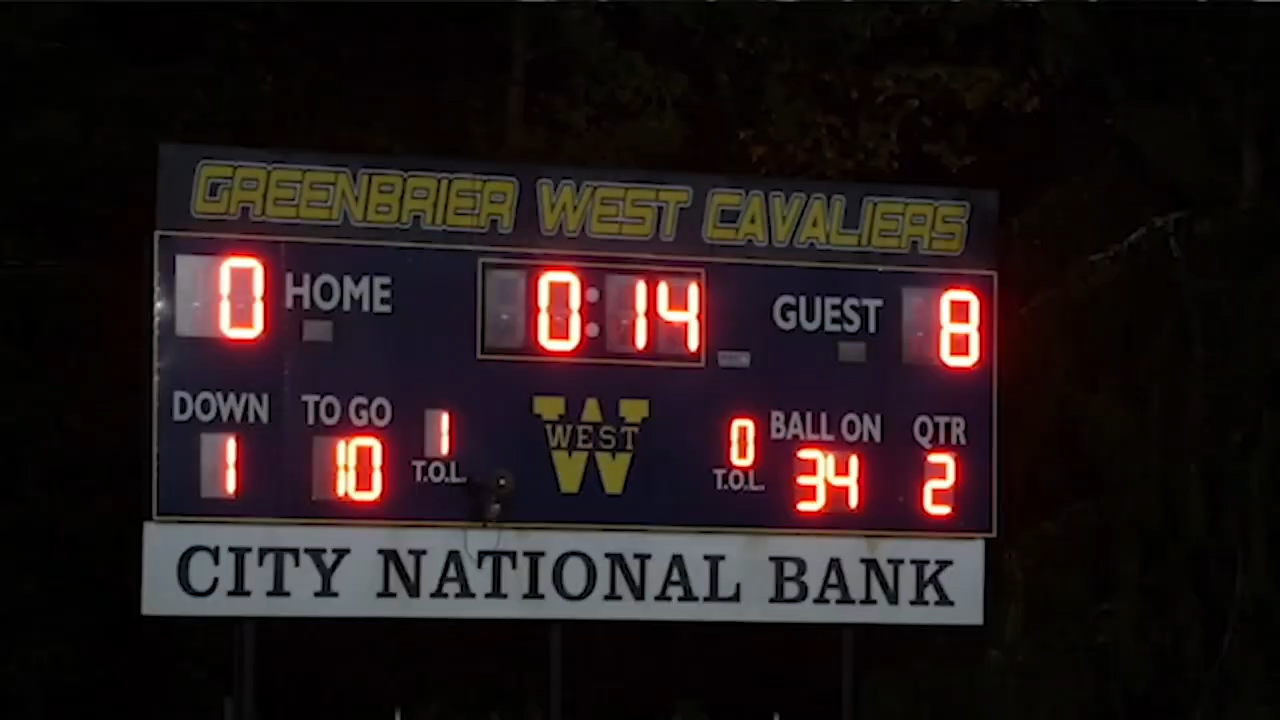 GREENBRIER WEST CAVALIERS
0 HOME 0:14 GUEST 8
DOWN TO GO 1 WEST 0 BALL ON QTR
1 10 T.O.L. T.O.L. 34 2
CITY NATIONAL BANK